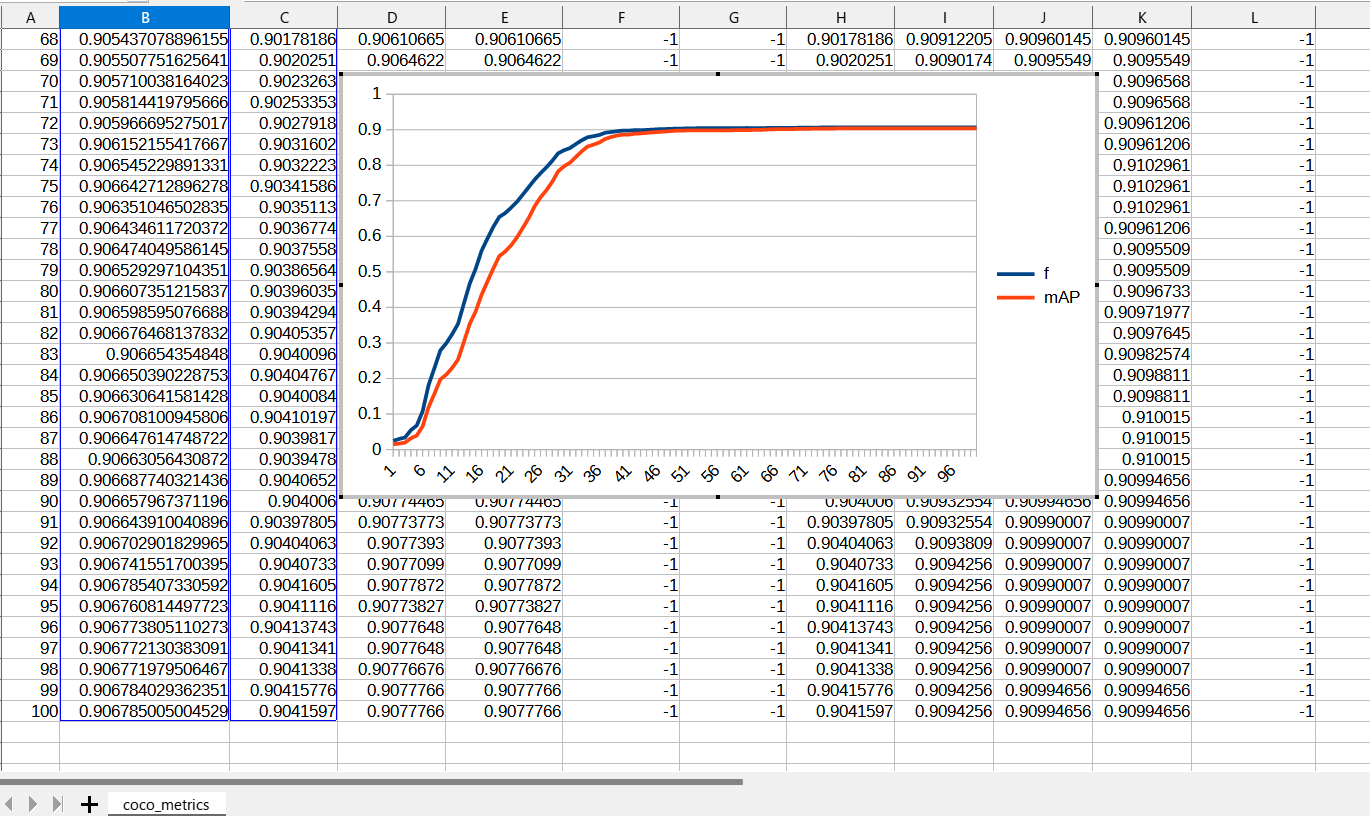 A B C D E F G H I J K L
68 0.905437078896155 0.90178186 0.90610665 0.90610665 -1 -1 0.90178186 0.90912205 0.90960145 0.90960145 -1
69 0.905507751625641 0.9020251 0.9064622 0.9064622 -1 -1 0.9020251 0.9090174 0.9095549 0.9095549 -1
70 0.905710038164023 0.9023263 0.9096568 -1
71 0.905814419795666 0.90253353 0.9096568 -1
72 0.905966695275017 0.9027918 0.90961206 -1
73 0.906152155417667 0.9031602 0.90961206 -1
74 0.906545229891331 0.9032223 0.9102961 -1
75 0.906642712896278 0.90341586 0.9102961 -1
76 0.906351046502835 0.9035113 0.9102961 -1
77 0.906434611720372 0.9036774 0.90961206 -1
78 0.906474049586145 0.9037558 0.9095509 -1
79 0.906529297104351 0.90386564 0.9095509 -1
80 0.906607351215837 0.90396035 0.9096733 -1
81 0.906598595076688 0.90394294 0.90971977 -1
82 0.906676468137832 0.90405357 0.9097645 -1
83 0.906654354848 0.9040096 0.90982574 -1
84 0.906650390228753 0.90404767 0.9098811 -1
85 0.906630641581428 0.9040084 0.9098811 -1
86 0.906708100945806 0.90410197 0.910015 -1
87 0.906647614748722 0.9039817 0.910015 -1
88 0.90663056430872 0.9039478 0.910015 -1
89 0.906687740321436 0.9040652 0.90994656 -1
90 0.906657967371196 0.904006 0.90774465 0.90774465 -1 -1 0.904006 0.90932554 0.90994656 0.90994656 -1
91 0.906643910040896 0.90397805 0.90773773 0.90773773 -1 -1 0.90397805 0.90932554 0.90990007 0.90990007 -1
92 0.906702901829965 0.90404063 0.9077393 0.9077393 -1 -1 0.90404063 0.9093809 0.90990007 0.90990007 -1
93 0.906741551700395 0.9040733 0.9077099 0.9077099 -1 -1 0.9040733 0.9094256 0.90990007 0.90990007 -1
94 0.906785407330592 0.9041605 0.9077872 0.9077872 -1 -1 0.9041605 0.9094256 0.90990007 0.90990007 -1
95 0.906760814497723 0.9041116 0.90773827 0.90773827 -1 -1 0.9041116 0.9094256 0.90990007 0.90990007 -1
96 0.906773805110273 0.90413743 0.9077648 0.9077648 -1 -1 0.90413743 0.9094256 0.90990007 0.90990007 -1
97 0.906772130383091 0.9041341 0.9077648 0.9077648 -1 -1 0.9041341 0.9094256 0.90990007 0.90990007 -1
98 0.906771979506467 0.9041338 0.90776676 0.90776676 -1 -1 0.9041338 0.9094256 0.90990007 0.90990007 -1
99 0.906784029362351 0.90415776 0.9077766 0.9077766 -1 -1 0.90415776 0.9094256 0.90994656 0.90994656 -1
100 0.906785005004529 0.9041597 0.9077766 0.9077766 -1 -1 0.9041597 0.9094256 0.90994656 0.90994656 -1
1
0.9
0.8
0.7
0.6
0.5
0.4
0.3
0.2
0.1
0
1 6 11 16 21 26 31 36 41 46 51 56 61 66 71 76 81 86 91 96
f
mAP
coco_metrics